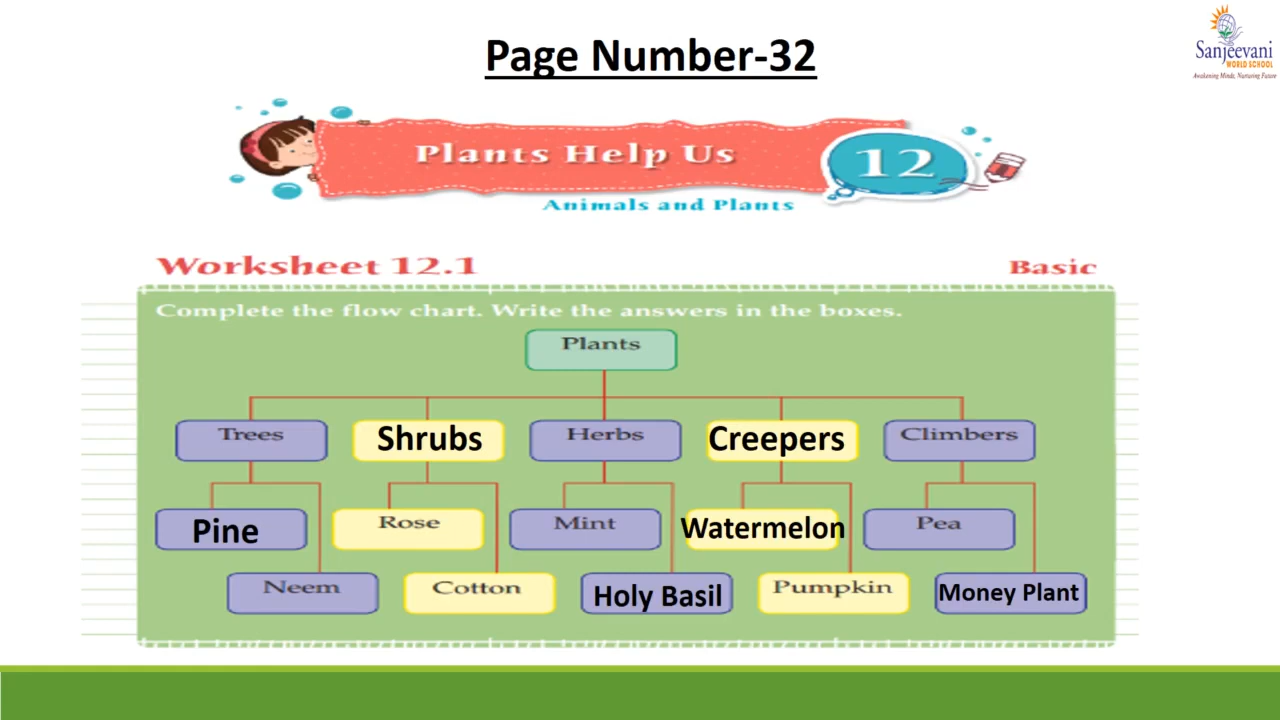 Page Number-32
Sanjeevani
WORLD SCHOOL
Awakening Minds, Nurturing Future
Plants Help Us 12
Animals and Plants
Worksheet 12.1 Basic
Complete the flow chart. Write the answers in the boxes.
Plants
Trees Shrubs Herbs Creepers Climbers
Pine Rose Mint Watermelon Pea
Neem Cotton Holy Basil Pumpkin Money Plant